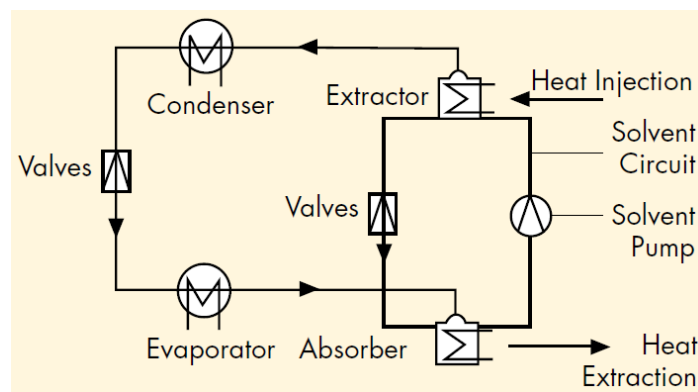 Condenser
Extractor
Heat Injection
Solvent
Circuit
Valves
Valves
Solvent
Pump
Evaporator
Absorber
Heat
Extraction